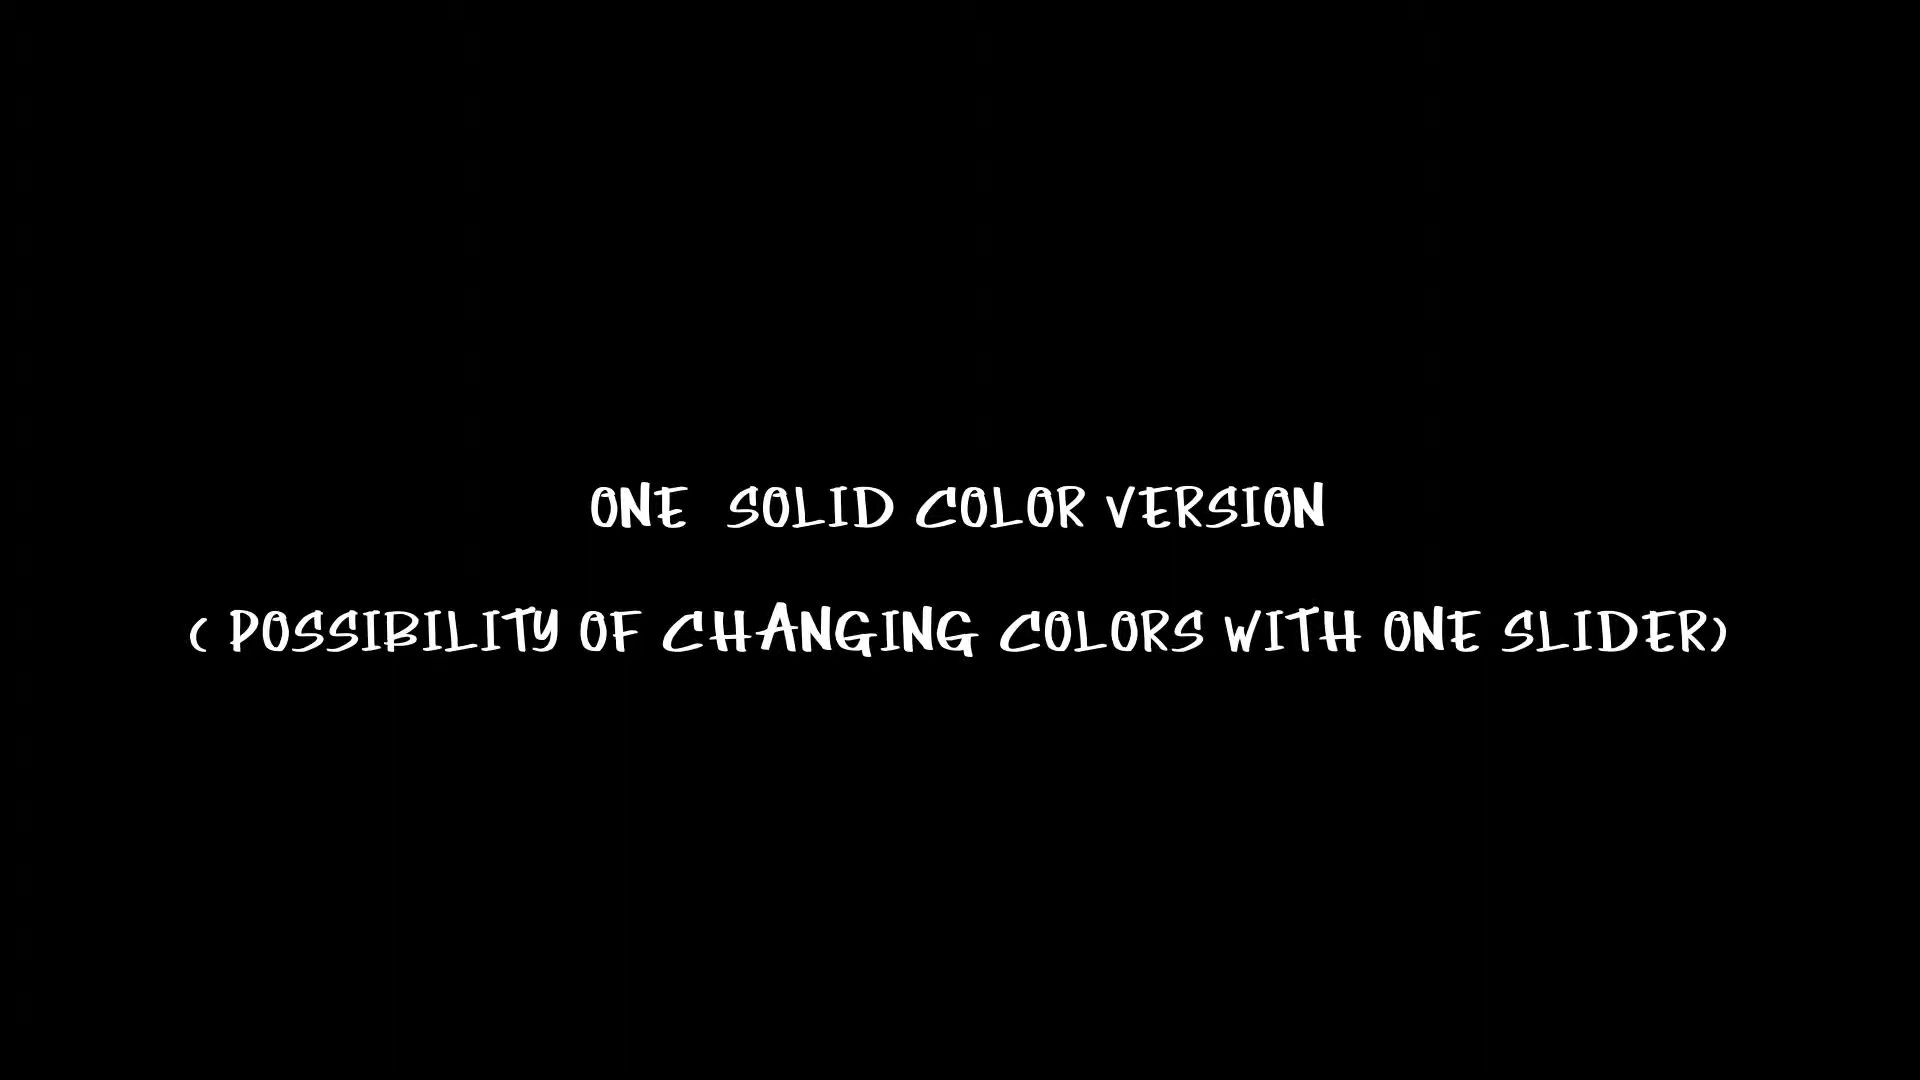 ONE SOLID COLOR VERSION
( POSSIBILITY OF CHANGING COLORS WITH ONE SLIDER)